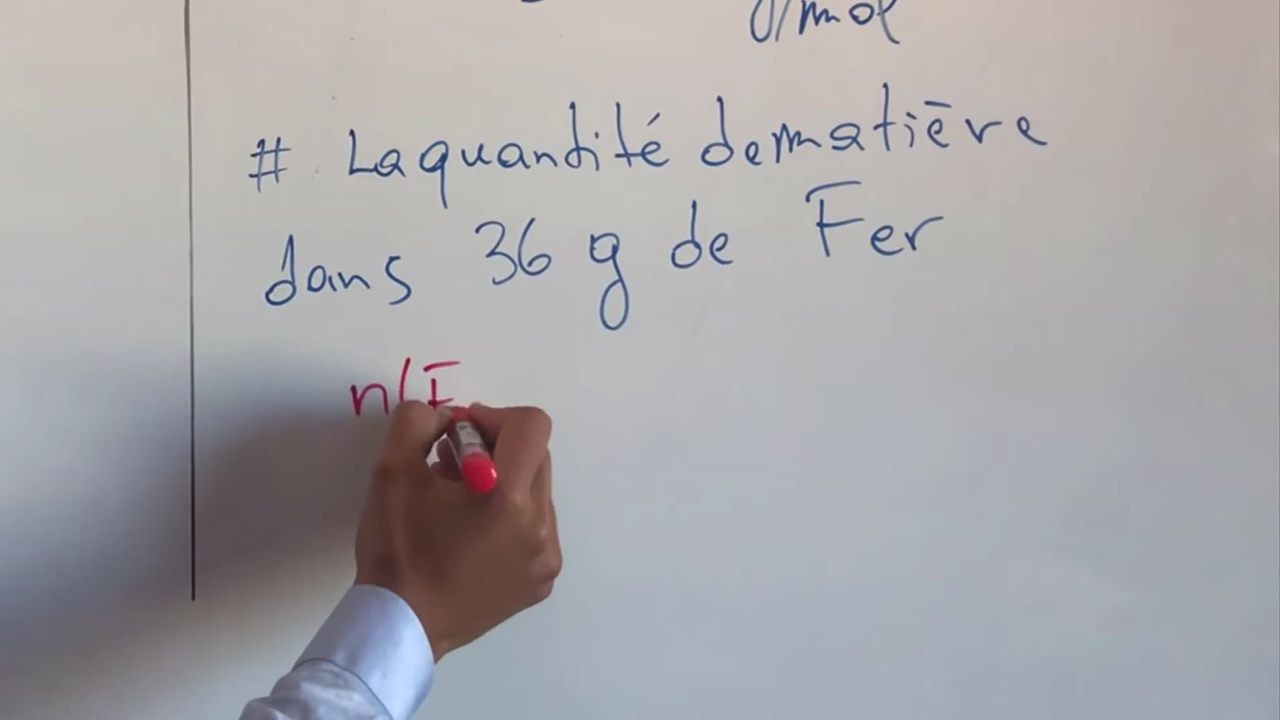 g/mol
# La quantité de matière
dans 36 g de Fer
n(F